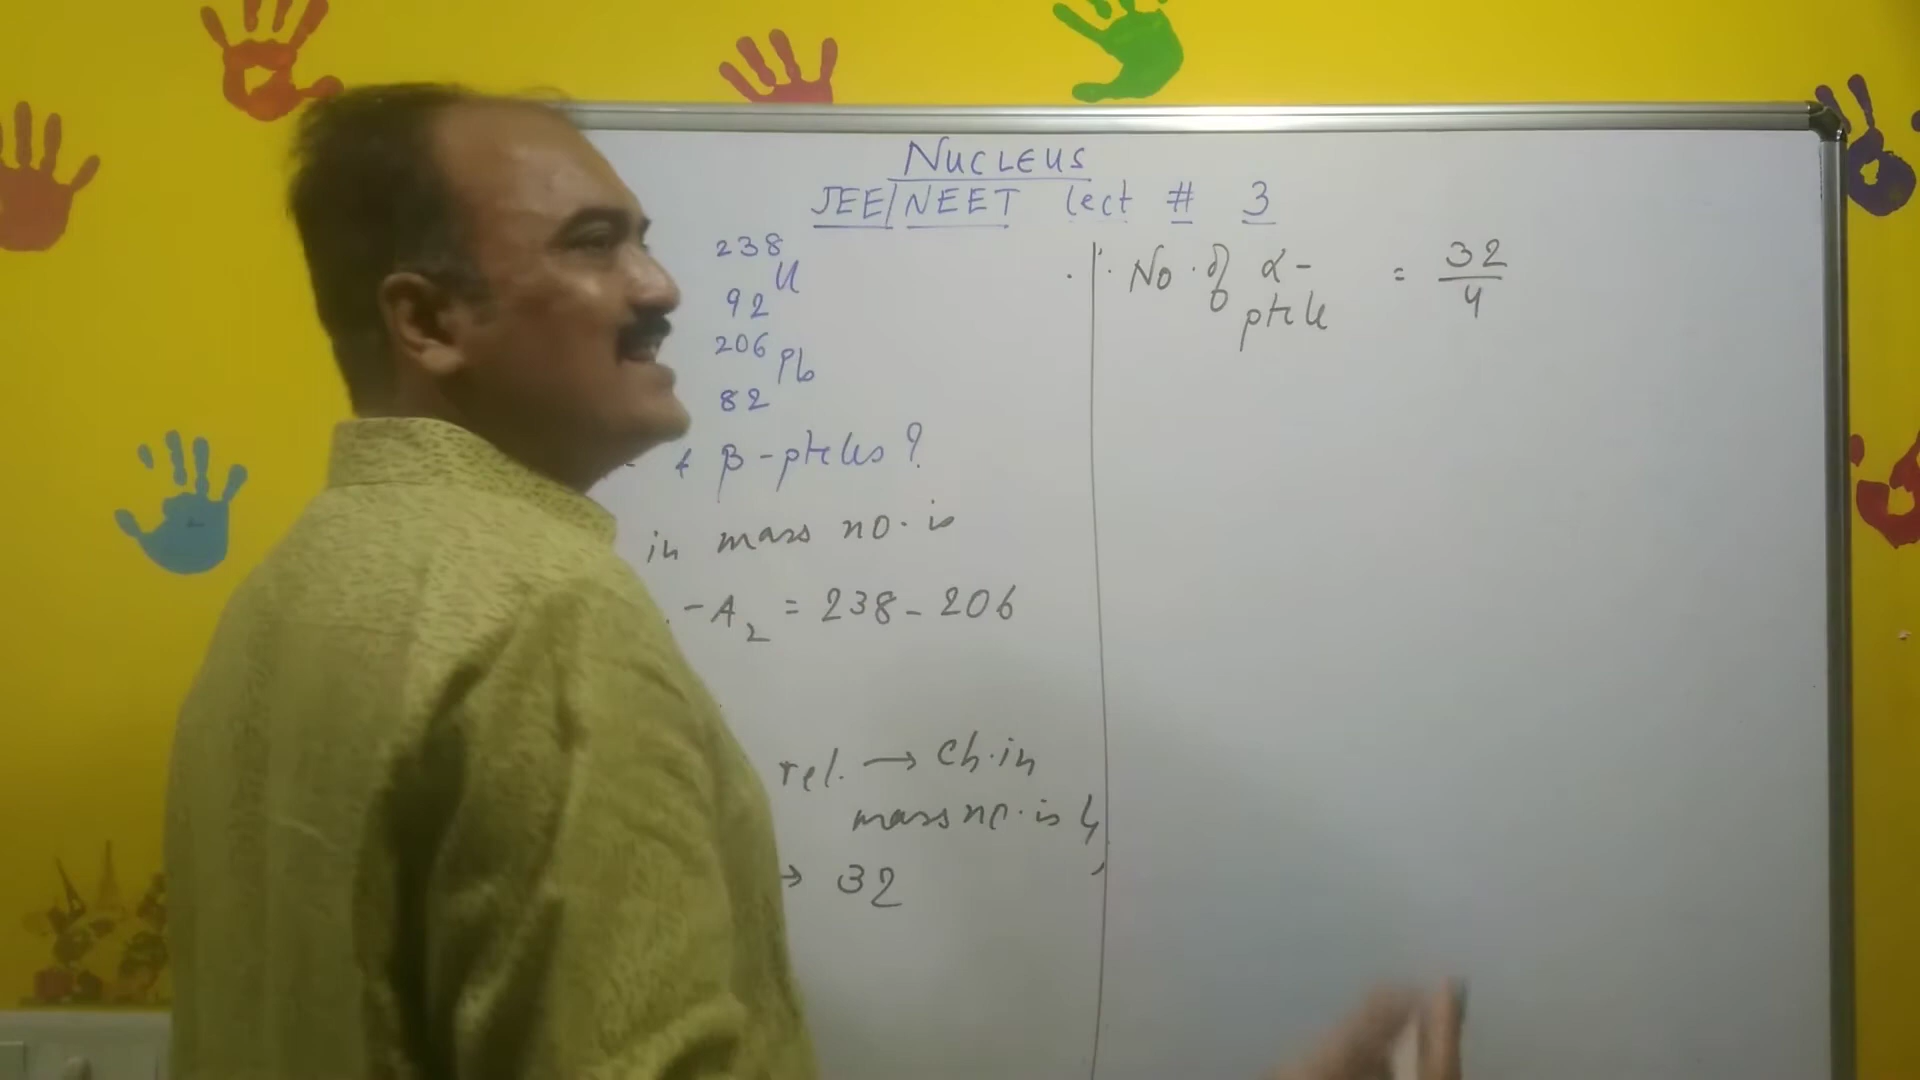 NUCLEUS
JEE/NEET Lect # 3
238
U
92
206
Pb
82
& β-ptcles ?
in mass no. is
-A₂ = 238 - 206
rel. → Ch. in
mass no. is 4
→ 32
∴ No. of α- = 32/4
ptcle